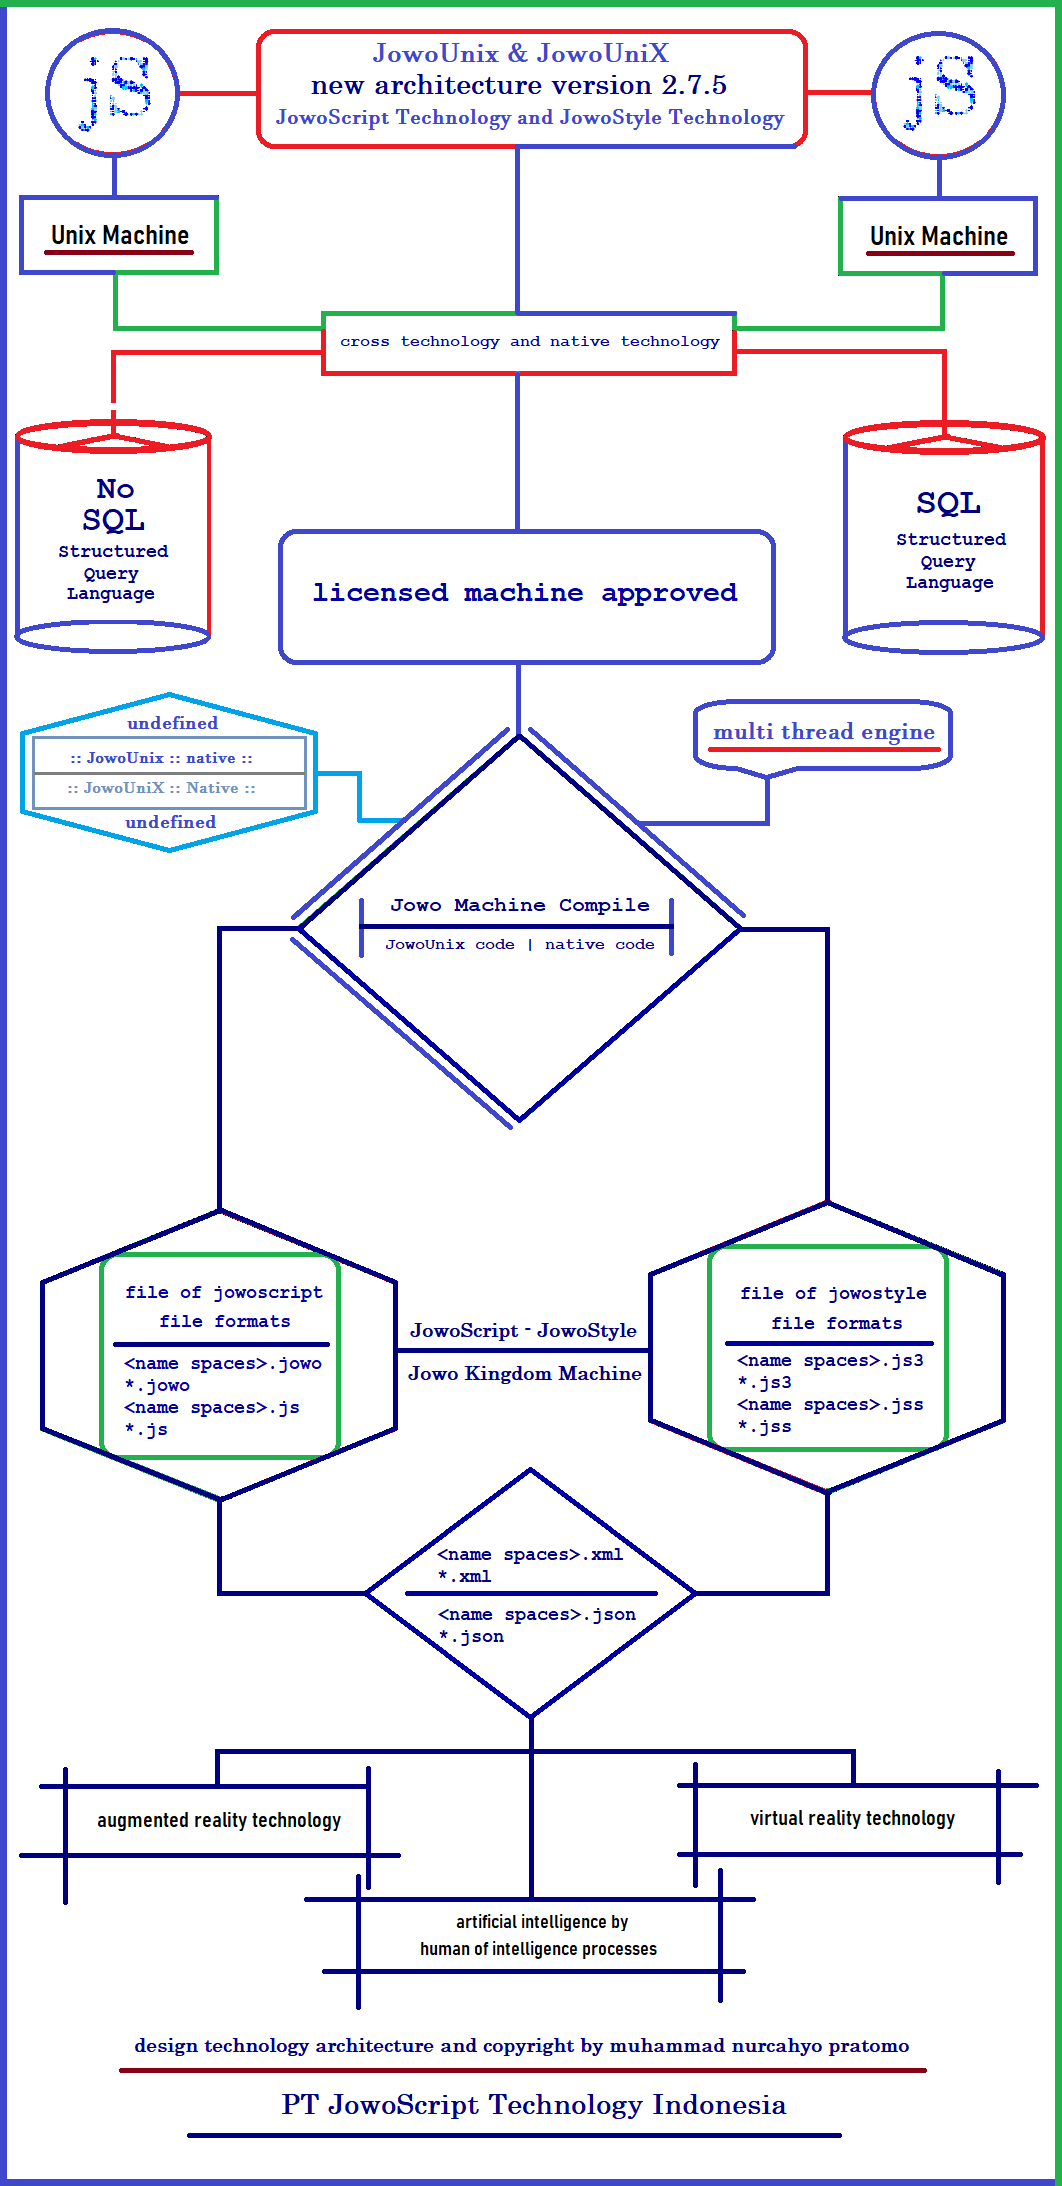 jS
JowoUnix & JowoUniX
new architecture version 2.7.5
JowoScript Technology and JowoStyle Technology
jS
Unix Machine
Unix Machine
cross technology and native technology
No
SQL
Structured
Query
Language
SQL
Structured
Query
Language
licensed machine approved
undefined
:: JowoUnix :: native ::
:: JowoUniX :: Native ::
undefined
multi thread engine
Jowo Machine Compile
JowoUnix code | native code
file of jowoscript
file formats
<name spaces>.jowo
*.jowo
<name spaces>.js
*.js
JowoScript - JowoStyle
Jowo Kingdom Machine
file of jowostyle
file formats
<name spaces>.js3
*.js3
<name spaces>.jss
*.jss
<name spaces>.xml
*.xml
<name spaces>.json
*.json
augmented reality technology
virtual reality technology
artificial intelligence by
human of intelligence processes
design technology architecture and copyright by muhammad nurcahyo pratomo
PT JowoScript Technology Indonesia